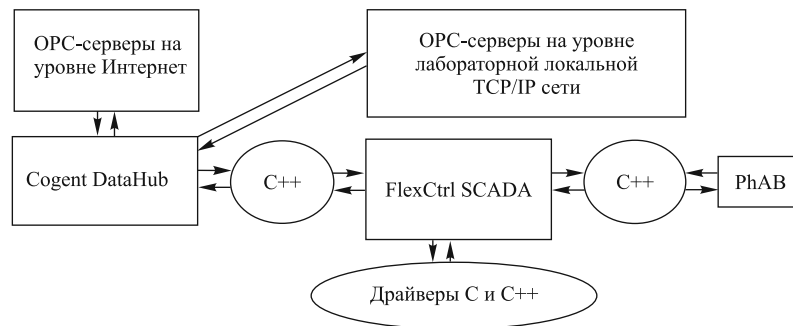 OPC-серверы на
уровне Интернет
OPC-серверы на уровне
лабораторной локальной
TCP/IP сети
Cogent DataHub
C++
FlexCtrl SCADA
C++
PhAB
Драйверы C и C++